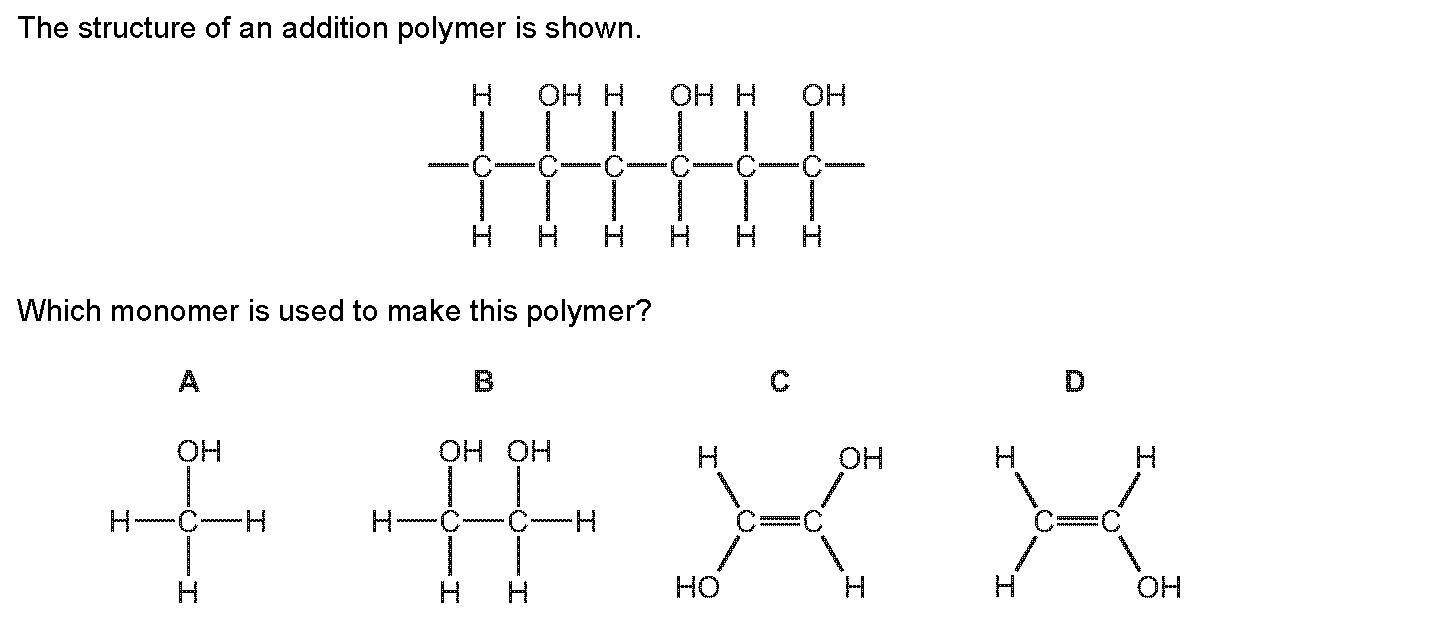 The structure of an addition polymer is shown.
H OH H OH H OH
C C C C C C
H H H H H H
Which monomer is used to make this polymer?
A B C D
OH OH OH H OH H H
H C H H C C H C C C C
H H H HO H H OH